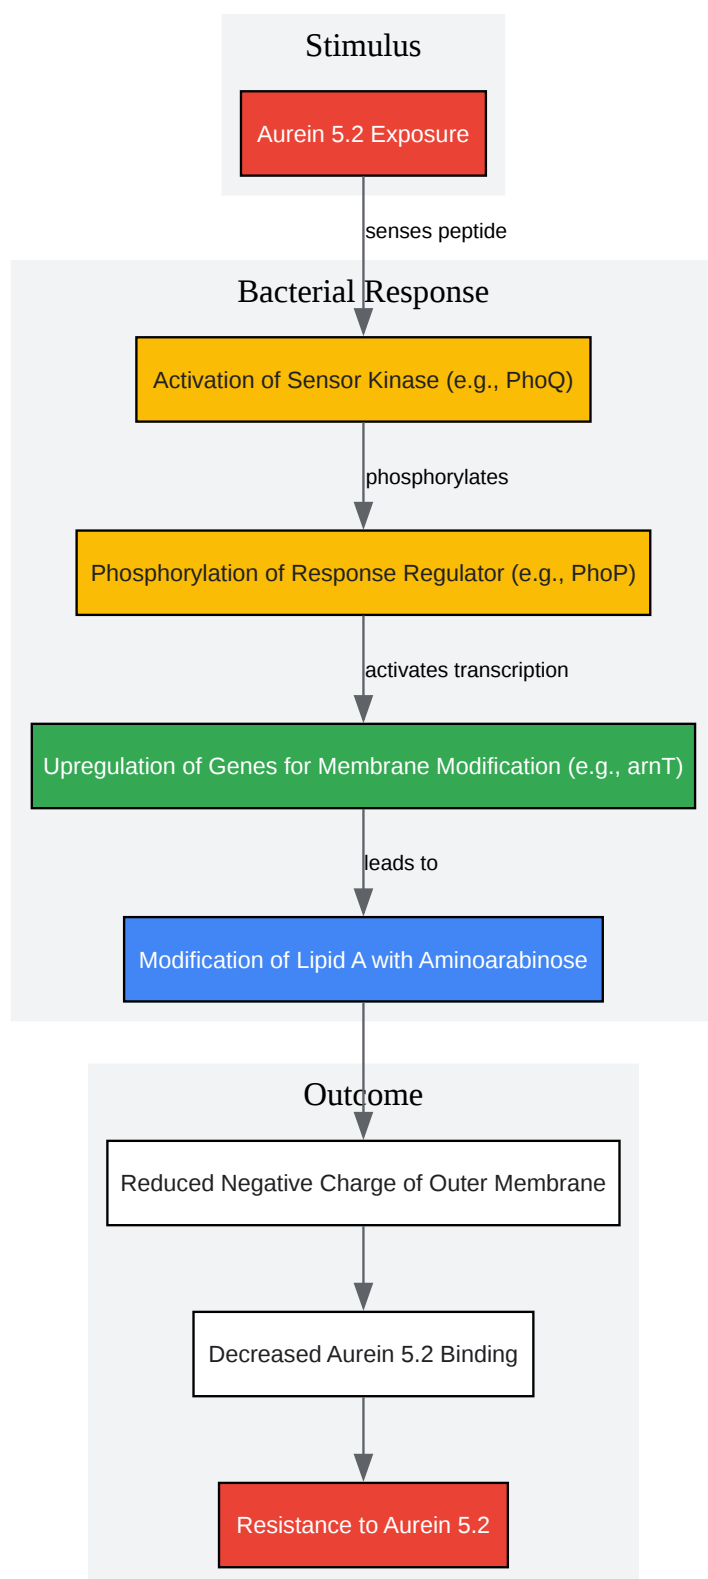 Stimulus
Aurein 5.2 Exposure
senses peptide
Bacterial Response
Activation of Sensor Kinase (e.g., PhoQ)
phosphorylates
Phosphorylation of Response Regulator (e.g., PhoP)
activates transcription
Upregulation of Genes for Membrane Modification (e.g., arnT)
leads to
Modification of Lipid A with Aminoarabinose
Outcome
Reduced Negative Charge of Outer Membrane
Decreased Aurein 5.2 Binding
Resistance to Aurein 5.2